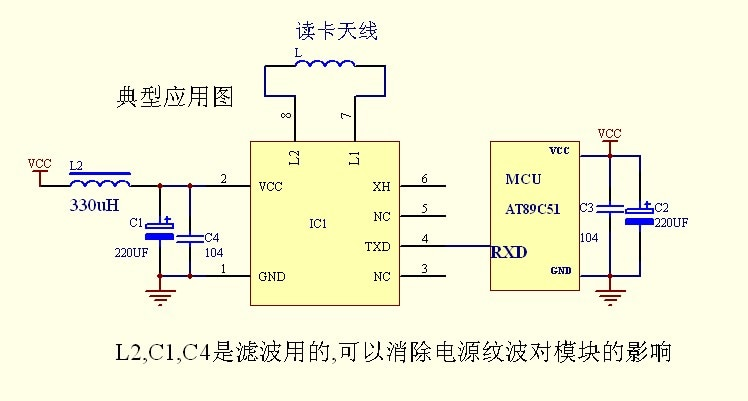 读卡天线
L
典型应用图
8
7
L2
L1
VCC
L2
330uH
2
VCC
XH
6
NC
5
IC1
TXD
4
C1
220UF
C4
104
1
GND
NC
3
VCC
MCU
AT89C51
RXD
GND
VCC
C3
104
C2
220UF
L2,C1,C4是滤波用的,可以消除电源纹波对模块的影响